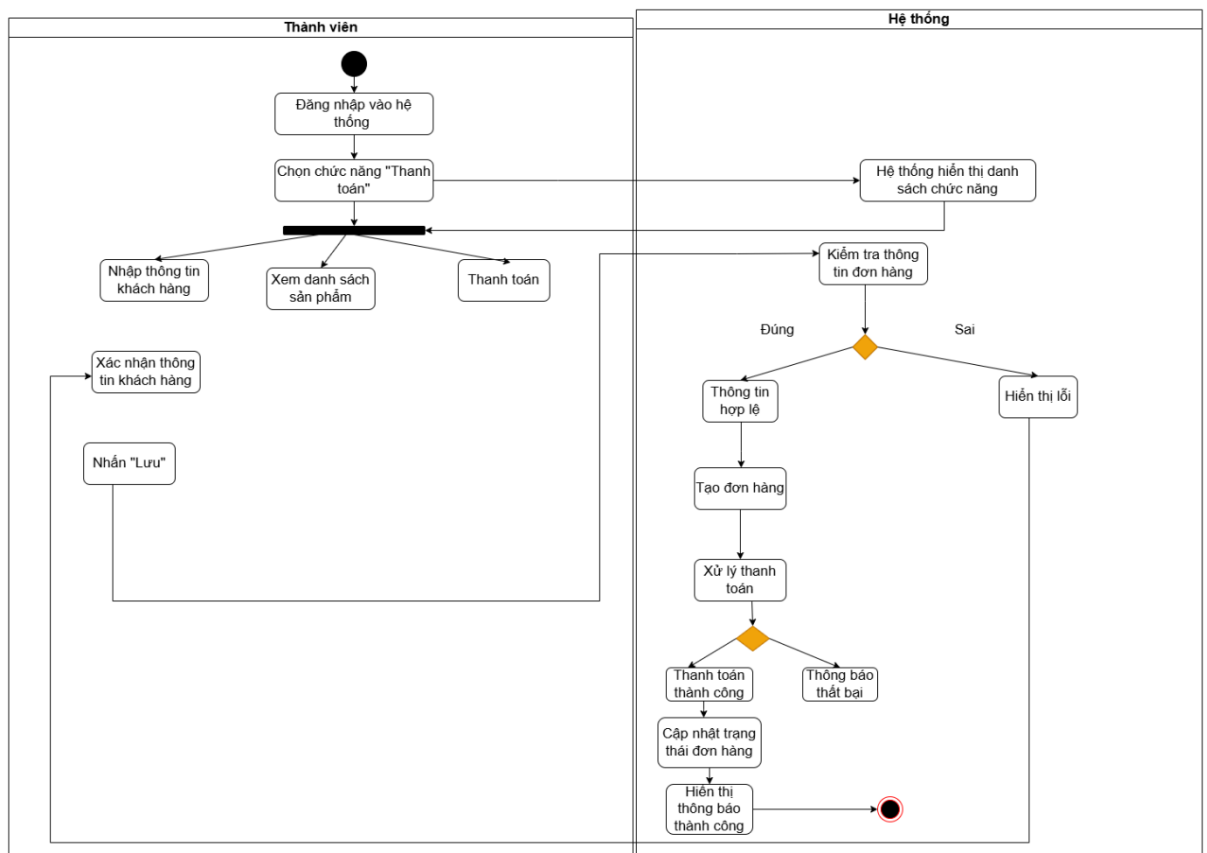 Thành viên
Hệ thống
Đăng nhập vào hệ
thống
Chọn chức năng "Thanh
toán"
Hệ thống hiển thị danh
sách chức năng
Nhập thông tin
khách hàng
Xem danh sách
sản phẩm
Thanh toán
Kiểm tra thông
tin đơn hàng
Đúng
Sai
Xác nhận thông
tin khách hàng
Thông tin
hợp lệ
Hiển thị lỗi
Nhấn "Lưu"
Tạo đơn hàng
Xử lý thanh
toán
Thanh toán
thành công
Thông báo
thất bại
Cập nhật trạng
thái đơn hàng
Hiển thị
thông báo
thành công